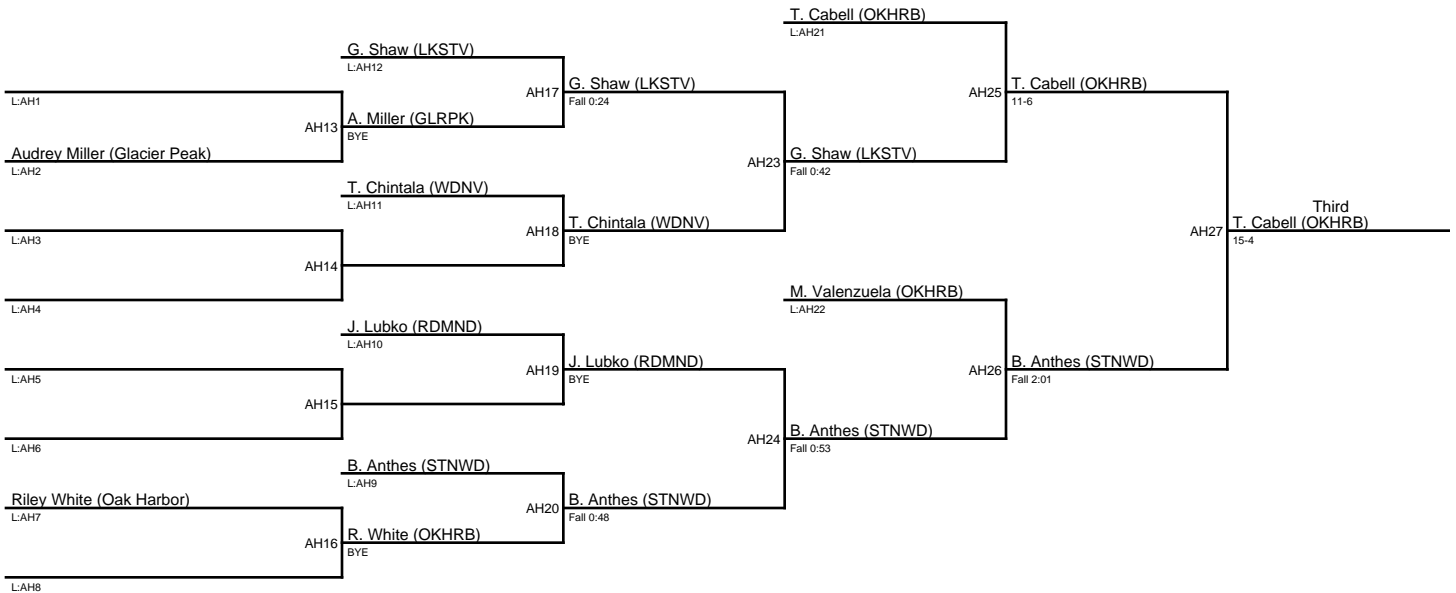 T. Cabell (OKHRB)
L:AH21
G. Shaw (LKSTV)
L:AH12
AH17
G. Shaw (LKSTV)
Fall 0:24
AH25
T. Cabell (OKHRB)
11-6
L:AH1
AH13
A. Miller (GLRPK)
BYE
Audrey Miller (Glacier Peak)
L:AH2
AH23
G. Shaw (LKSTV)
Fall 0:42
T. Chintala (WDNV)
L:AH11
AH18
T. Chintala (WDNV)
BYE
L:AH3
AH14
L:AH4
AH27
Third
T. Cabell (OKHRB)
15-4
M. Valenzuela (OKHRB)
L:AH22
J. Lubko (RDMND)
L:AH10
AH19
J. Lubko (RDMND)
BYE
AH26
B. Anthes (STNWD)
Fall 2:01
L:AH5
AH15
L:AH6
AH24
B. Anthes (STNWD)
Fall 0:53
B. Anthes (STNWD)
L:AH9
AH20
B. Anthes (STNWD)
Fall 0:48
Riley White (Oak Harbor)
L:AH7
AH16
R. White (OKHRB)
BYE
L:AH8